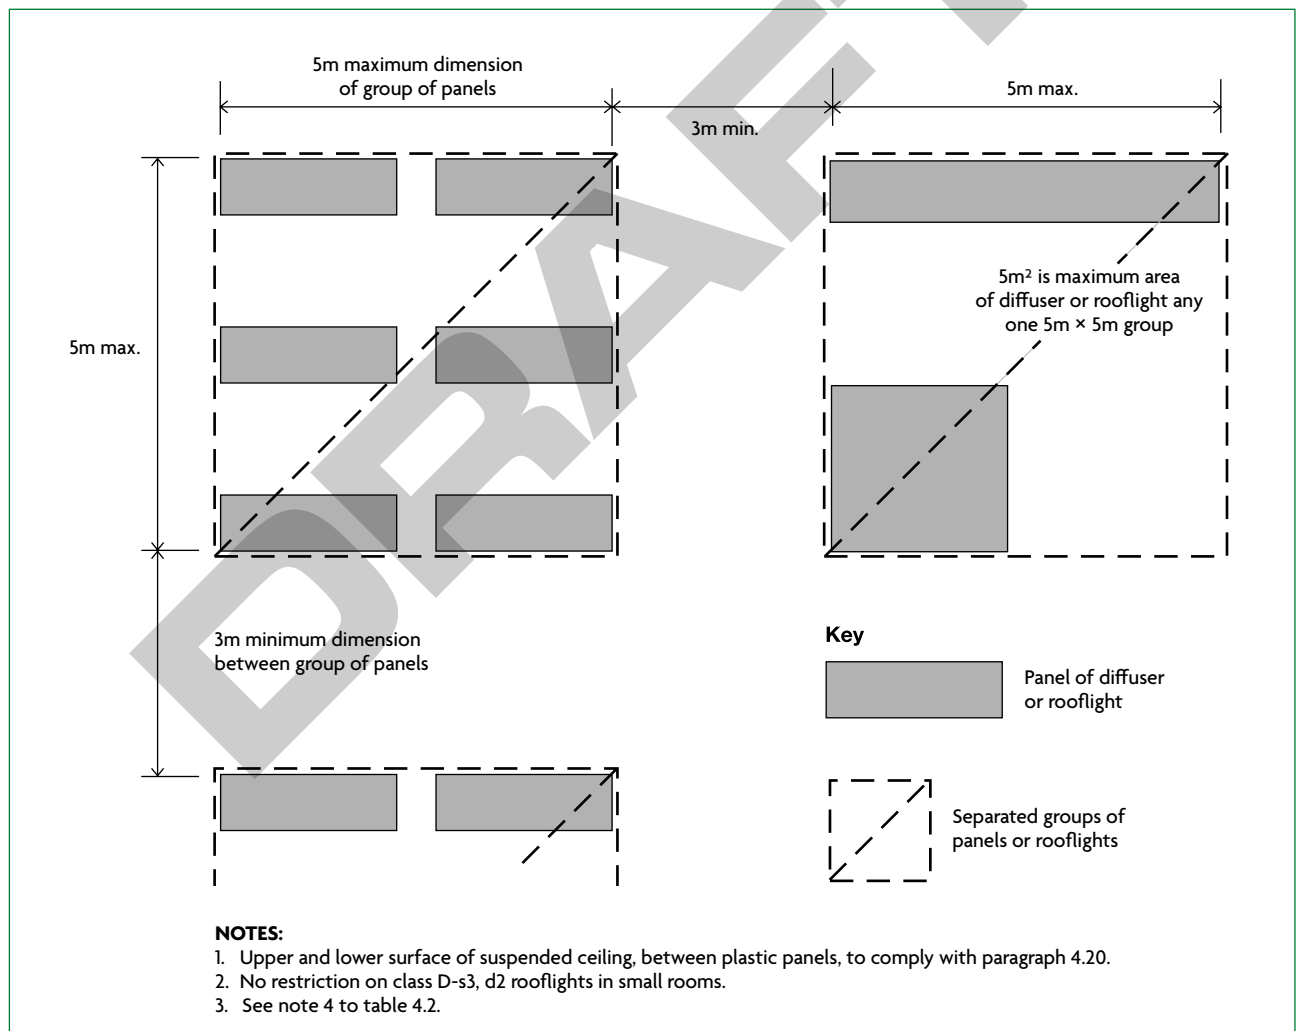 5m maximum dimension
of group of panels
5m max.
3m min.
5m² is maximum area
of diffuser or rooflight any
one 5m × 5m group
5m max.
3m minimum dimension
between group of panels
Key
Panel of diffuser
or rooflight
Separated groups of
panels or rooflights
NOTES:
1. Upper and lower surface of suspended ceiling, between plastic panels, to comply with paragraph 4.20.
2. No restriction on class D-s3, d2 rooflights in small rooms.
3. See note 4 to table 4.2.
DRAFT